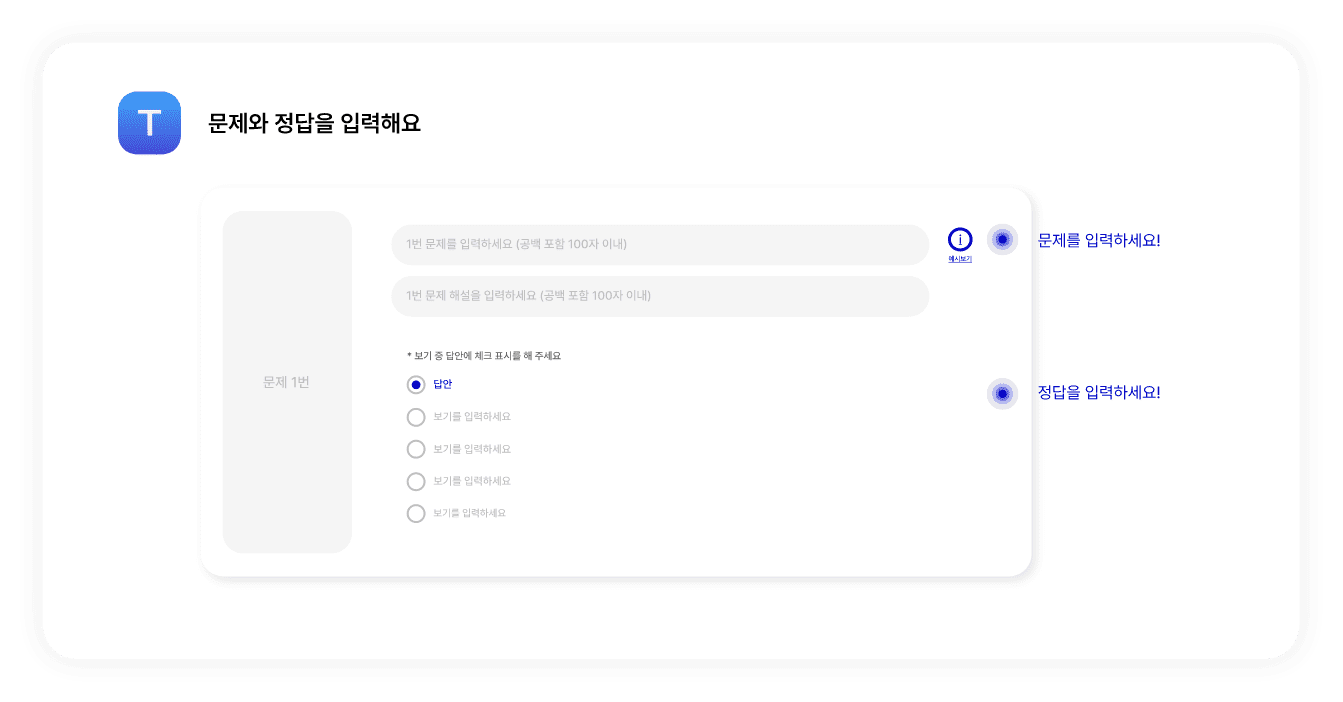 T
문제와 정답을 입력해요
1번 문제를 입력하세요 (공백 포함 100자 이내)
i
예시보기
문제를 입력하세요!
1번 문제 해설을 입력하세요 (공백 포함 100자 이내)
* 보기 중 답안에 체크 표시를 해 주세요
문제 1번
답안
정답을 입력하세요!
보기를 입력하세요
보기를 입력하세요
보기를 입력하세요
보기를 입력하세요